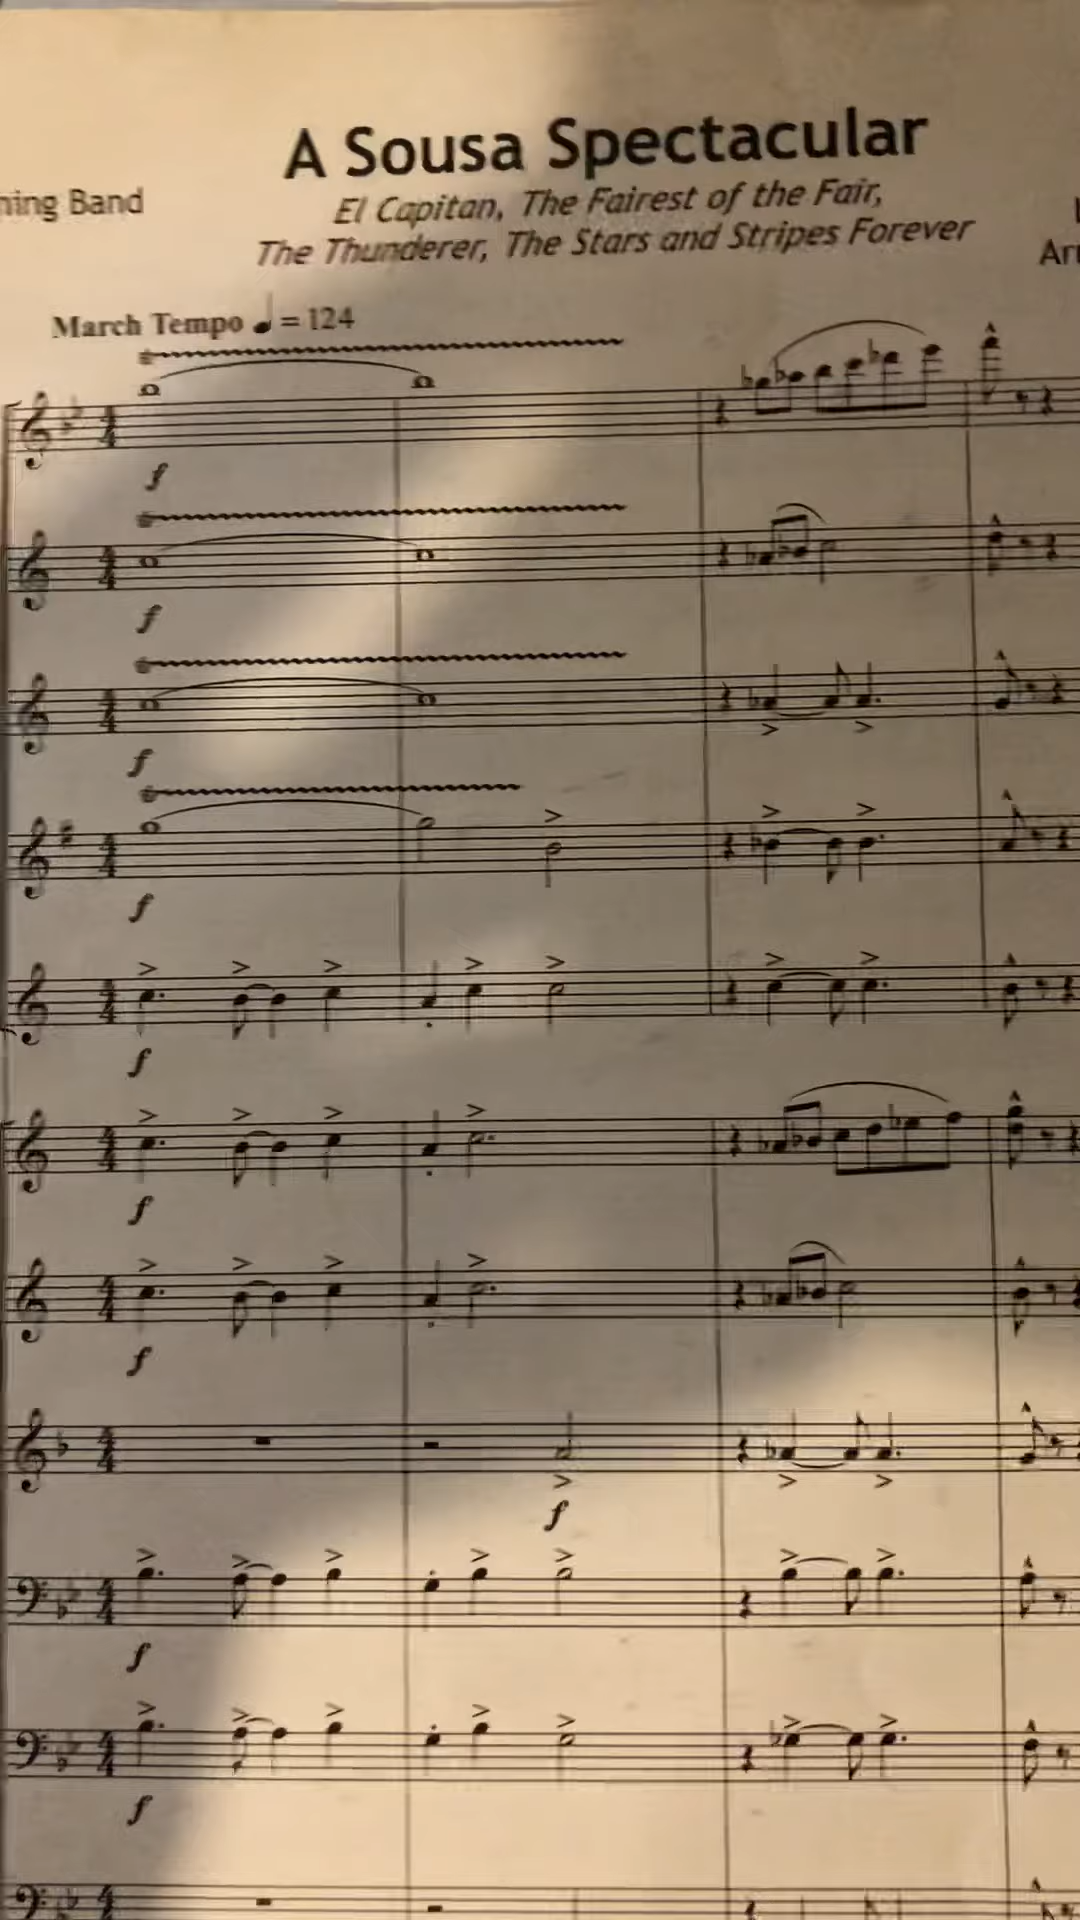 A Sousa Spectacular
Band
El Capitan, The Fairest of the Fair,
The Thunderer, The Stars and Stripes Forever
March Tempo ♩ = 124
f
f
f
f
f
f
f
f
f
f